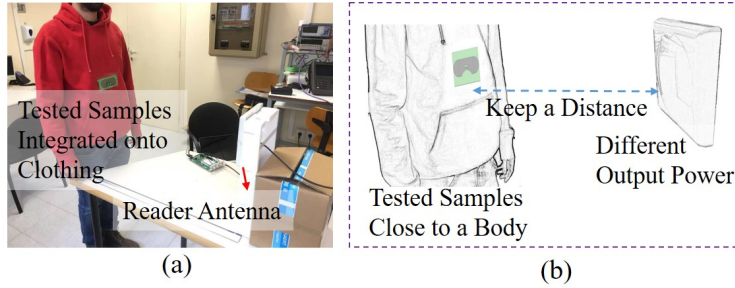 Tested Samples
Integrated onto
Clothing
Reader Antenna
(a)
Keep a Distance
Different
Output Power
Tested Samples
Close to a Body
(b)